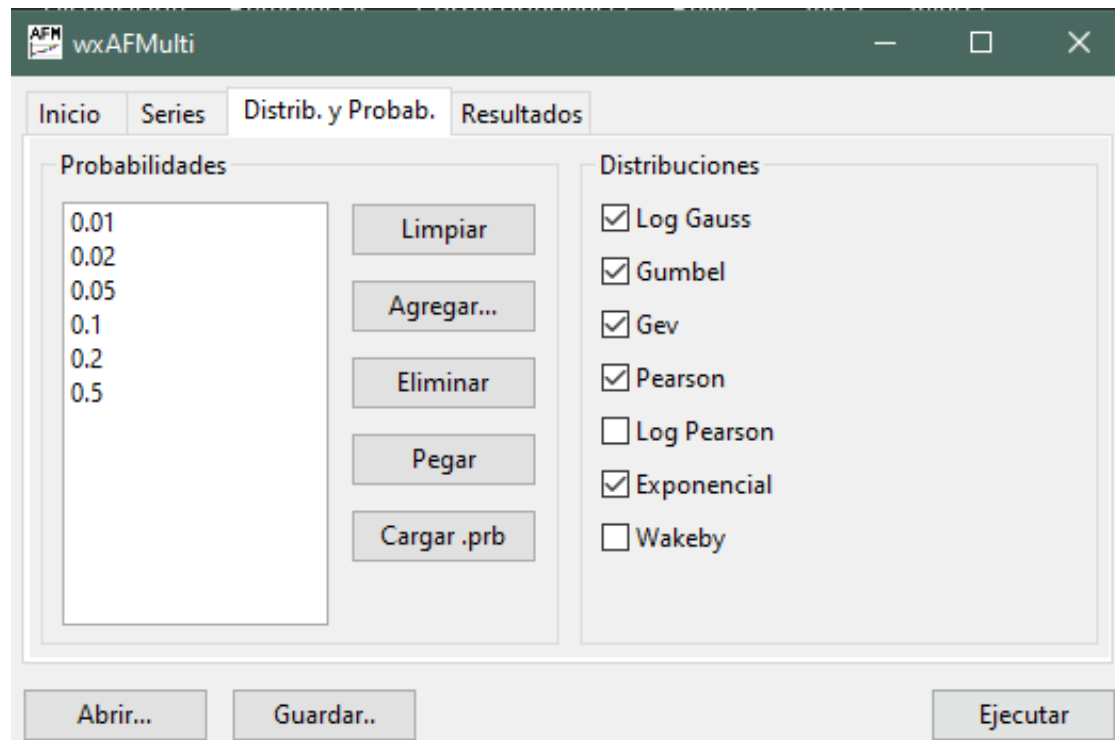 AFM wxAFMulti
Inicio Series Distrib. y Probab. Resultados
Probabilidades
0.01
0.02
0.05
0.1
0.2
0.5
Limpiar
Agregar...
Eliminar
Pegar
Cargar .prb
Distribuciones
Log Gauss
Gumbel
Gev
Pearson
Log Pearson
Exponencial
Wakeby
Abrir...
Guardar..
Ejecutar